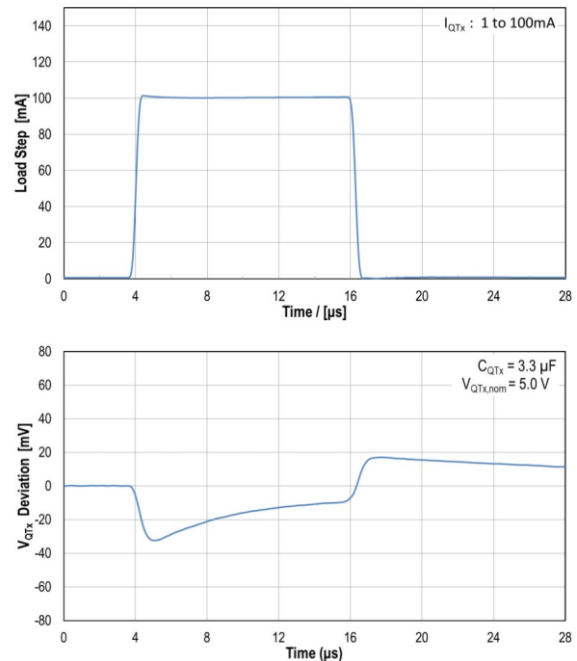 I_QTx : 1 to 100mA
140
120
100
80
60
40
20
0
Load Step [mA]
0 4 8 12 16 20 24 28
Time / [µs]
C_QTx = 3.3 µF
V_QTx,nom = 5.0 V
80
60
40
20
0
-20
-40
-60
-80
V_QTx Deviation [mV]
0 4 8 12 16 20 24 28
Time (µs)